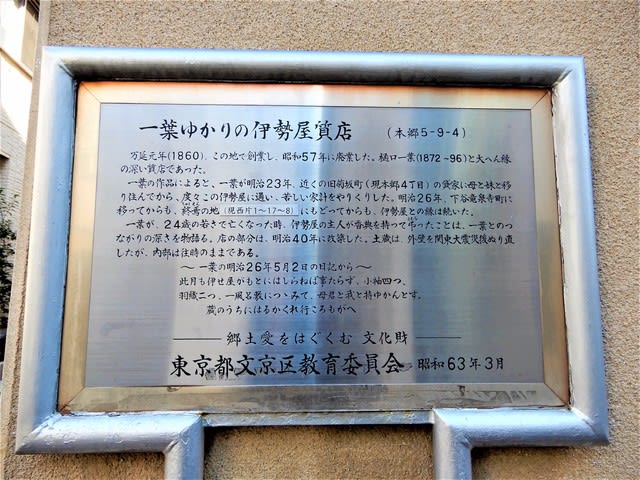 一葉ゆかりの伊勢屋質店 (本郷5-9-4)
万延元年(1860)、この地で創業し、昭和57年に廃業した。樋口一葉(1872~96)と大へん縁
の深い質店であった。
一葉の作品によると、一葉が明治23年、近くの旧菊坂町(現本郷4丁目)の貸家に母と妹と移
り住んでから、度々この伊勢屋に通い、苦しい家計をやりくりした。明治26年、下谷竜泉寺町に
移ってからも、終焉の地(現西片1~17~8)にもどってからも、伊勢屋との縁は続いた。
一葉が、24歳の若さで亡くなった時、伊勢屋の主人が香典を持って弔ったことは、一葉とのつ
ながりの深さを物語る。店の部分は、明治40年に改築した。土蔵は、外壁を関東大震災後ぬり直
したが、内部は往時のままである。
~一葉の明治26年5月2日の日記から~
此月も伊せ屋がもとにはしらねば事たらず、小袖四つ、
羽織二つ、一風呂敷につゝみて、母君と我と持ゆかんとす。
蔵のうちにはるかくれ行ころもがへ
郷土愛をはぐくむ 文化財
東京都文京区教育委員会 昭和63年3月